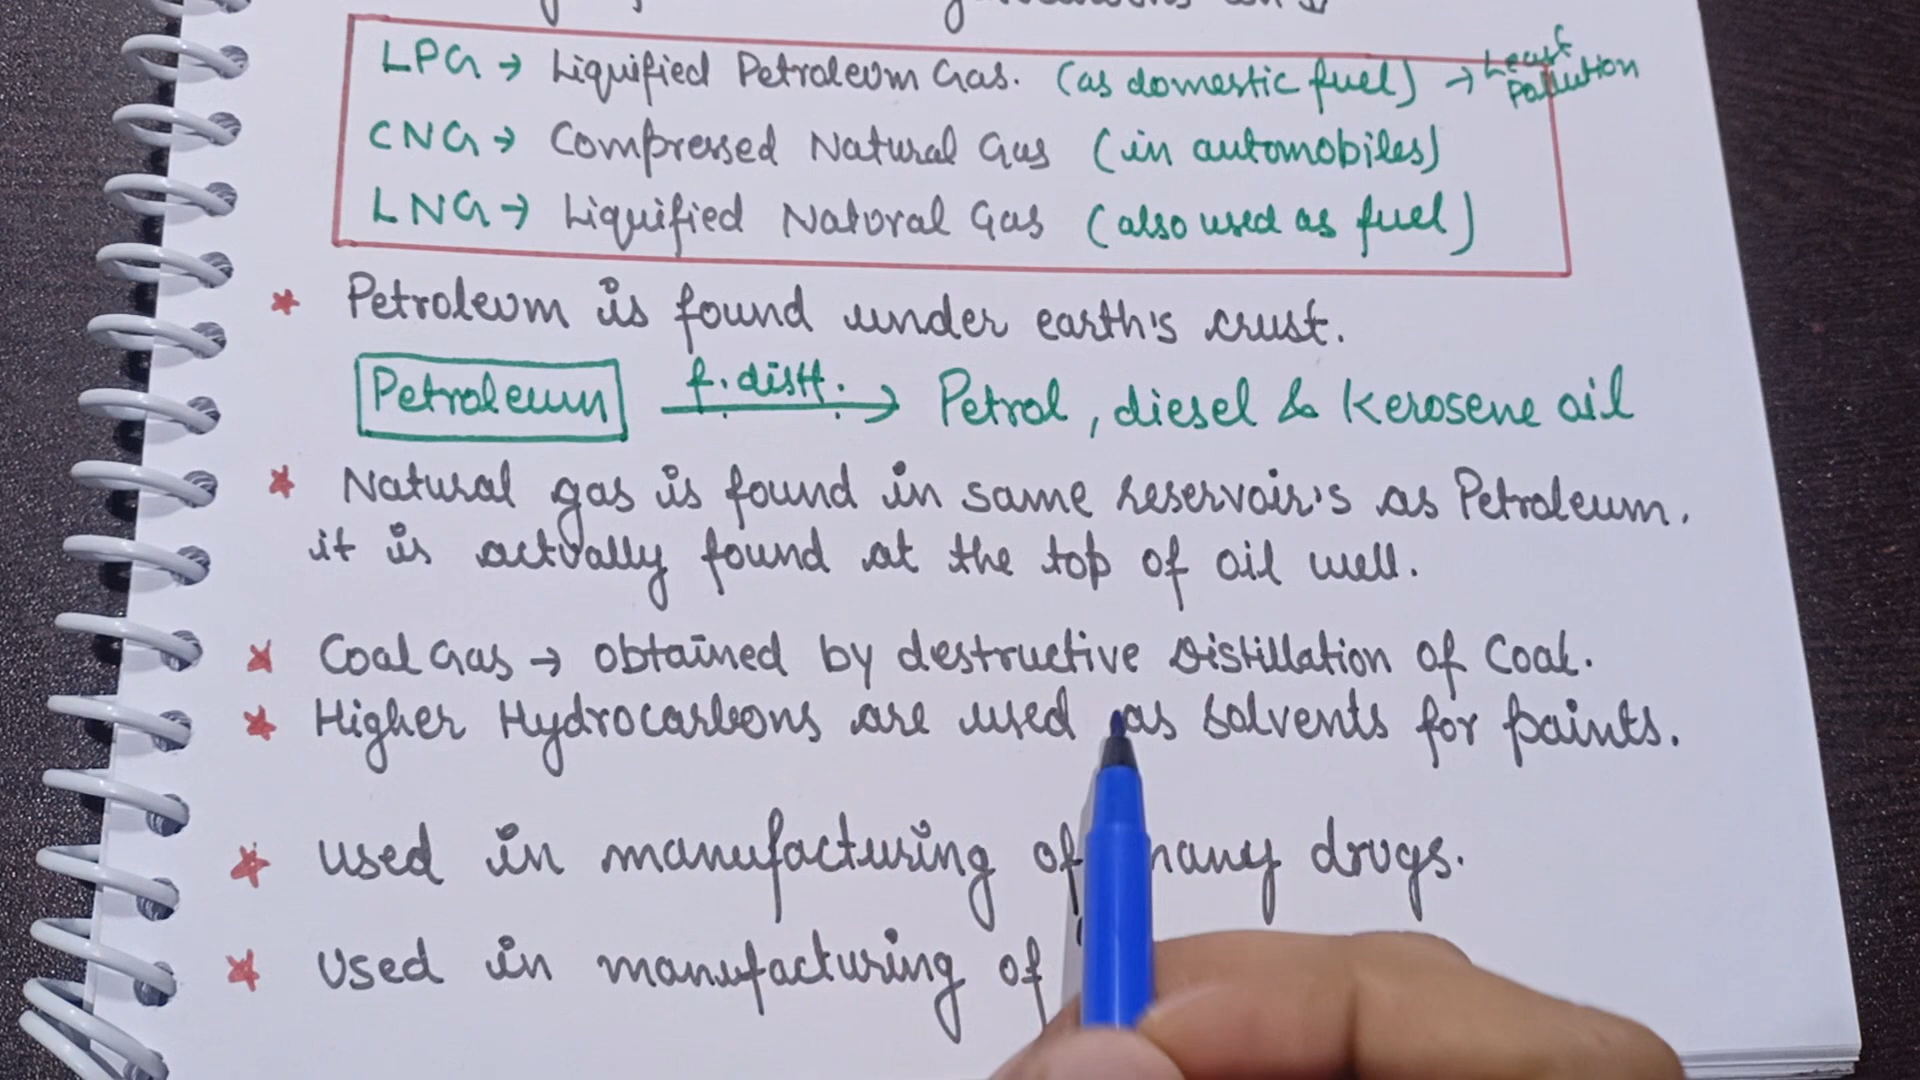 LPG → Liquified Petroleum Gas. (as domestic fuel) → Least Pollution
CNG → Compressed Natural Gas (in automobiles)
LNG → Liquified Natural Gas (also used as fuel)
* Petroleum is found under earth's crust.
Petroleum f. distt. → Petrol, diesel & Kerosene oil
* Natural gas is found in same reservoir's as Petroleum.
it is actually found at the top of oil well.
* Coal Gas → obtained by destructive Distillation of Coal.
* Higher Hydrocarbons are used as solvents for paints.
* used in manufacturing of many drugs.
* Used in manufacturing of